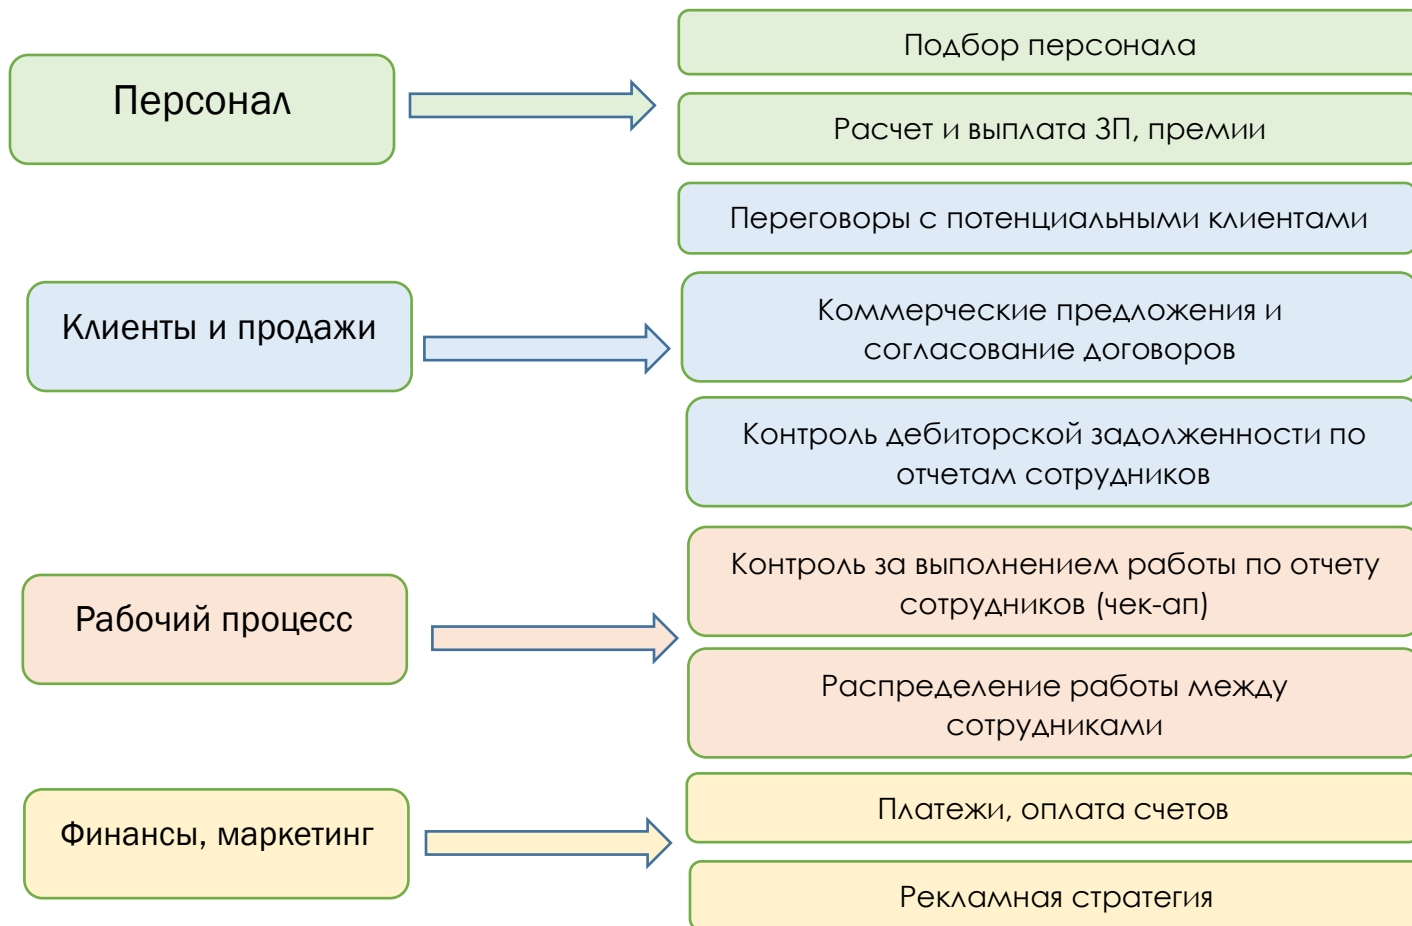 Персонал
Подбор персонала
Расчет и выплата ЗП, премии
Клиенты и продажи
Переговоры с потенциальными клиентами
Коммерческие предложения и
согласование договоров
Контроль дебиторской задолженности по
отчетам сотрудников
Рабочий процесс
Контроль за выполнением работы по отчету
сотрудников (чек-ап)
Распределение работы между
сотрудниками
Финансы, маркетинг
Платежи, оплата счетов
Рекламная стратегия